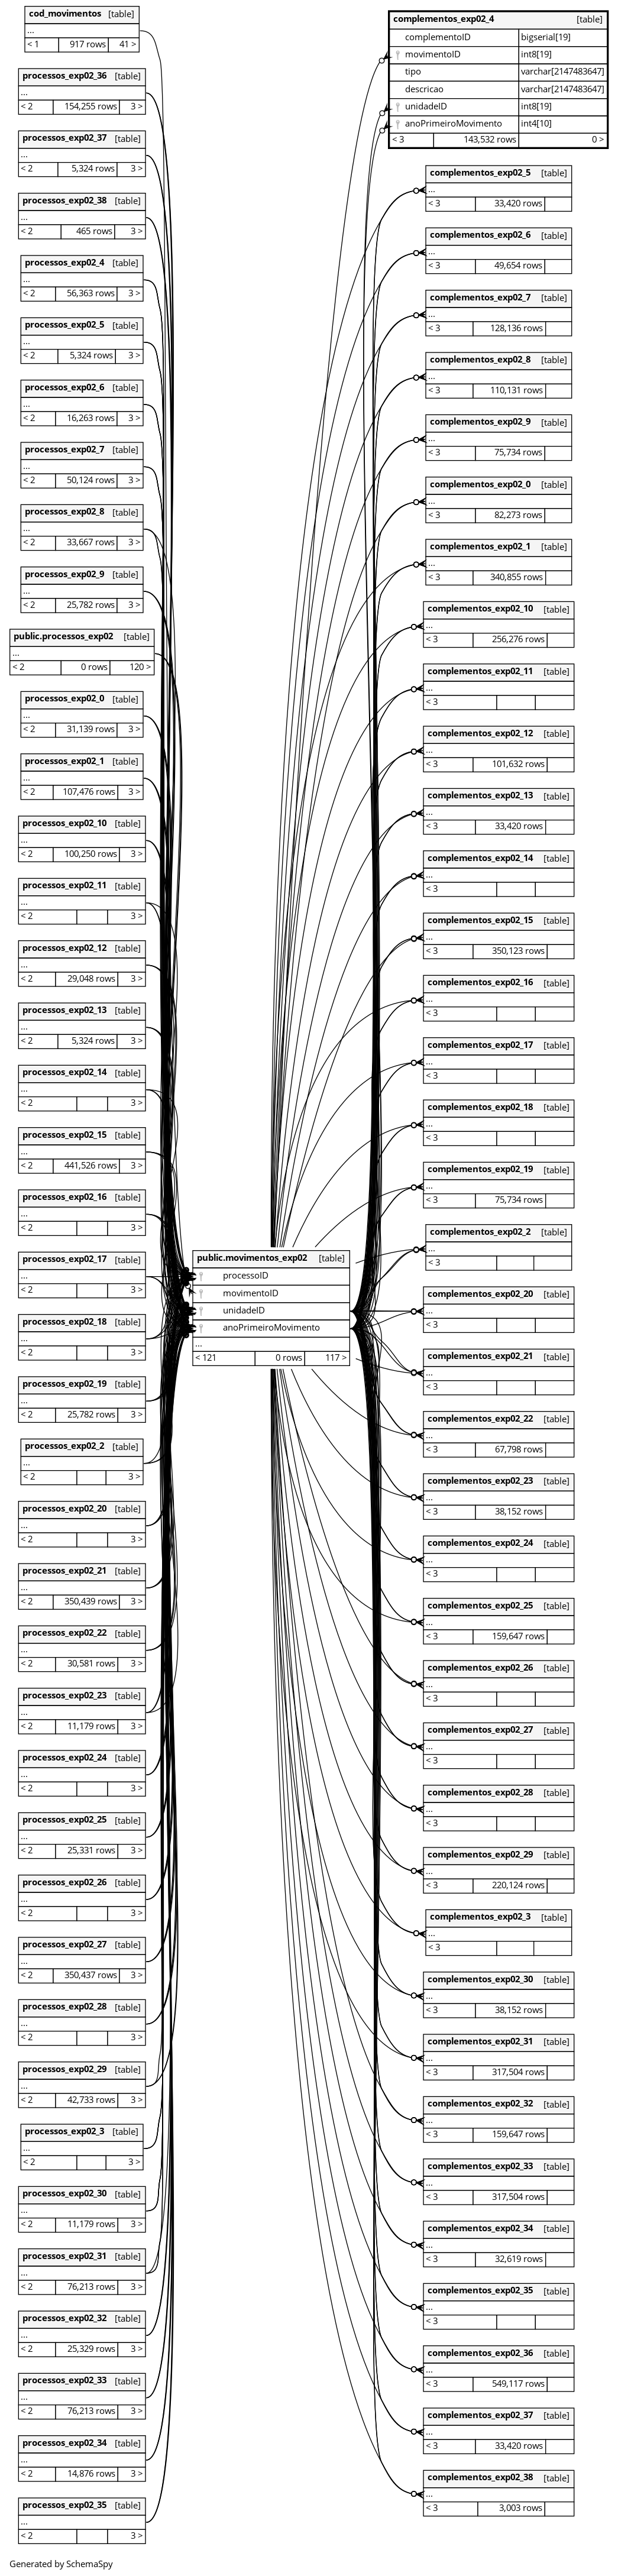 cod_movimentos [table]
...
< 1 917 rows 41 >
processos_exp02_36 [table]
...
< 2 154,255 rows 3 >
processos_exp02_37 [table]
...
< 2 5,324 rows 3 >
processos_exp02_38 [table]
...
< 2 465 rows 3 >
processos_exp02_4 [table]
...
< 2 56,363 rows 3 >
processos_exp02_5 [table]
...
< 2 5,324 rows 3 >
processos_exp02_6 [table]
...
< 2 16,263 rows 3 >
processos_exp02_7 [table]
...
< 2 50,124 rows 3 >
processos_exp02_8 [table]
...
< 2 33,667 rows 3 >
processos_exp02_9 [table]
...
< 2 25,782 rows 3 >
public.processos_exp02 [table]
...
< 2 0 rows 120 >
processos_exp02_0 [table]
...
< 2 31,139 rows 3 >
processos_exp02_1 [table]
...
< 2 107,476 rows 3 >
processos_exp02_10 [table]
...
< 2 100,250 rows 3 >
processos_exp02_11 [table]
...
< 2 3 >
processos_exp02_12 [table]
...
< 2 29,048 rows 3 >
processos_exp02_13 [table]
...
< 2 5,324 rows 3 >
processos_exp02_14 [table]
...
< 2 3 >
processos_exp02_15 [table]
...
< 2 441,526 rows 3 >
processos_exp02_16 [table]
...
< 2 3 >
processos_exp02_17 [table]
...
< 2 3 >
processos_exp02_18 [table]
...
< 2 3 >
processos_exp02_19 [table]
...
< 2 25,782 rows 3 >
processos_exp02_2 [table]
...
< 2 3 >
processos_exp02_20 [table]
...
< 2 3 >
processos_exp02_21 [table]
...
< 2 350,439 rows 3 >
processos_exp02_22 [table]
...
< 2 30,581 rows 3 >
processos_exp02_23 [table]
...
< 2 11,179 rows 3 >
processos_exp02_24 [table]
...
< 2 3 >
processos_exp02_25 [table]
...
< 2 25,331 rows 3 >
processos_exp02_26 [table]
...
< 2 3 >
processos_exp02_27 [table]
...
< 2 350,437 rows 3 >
processos_exp02_28 [table]
...
< 2 3 >
processos_exp02_29 [table]
...
< 2 42,733 rows 3 >
processos_exp02_3 [table]
...
< 2 3 >
processos_exp02_30 [table]
...
< 2 11,179 rows 3 >
processos_exp02_31 [table]
...
< 2 76,213 rows 3 >
processos_exp02_32 [table]
...
< 2 25,329 rows 3 >
processos_exp02_33 [table]
...
< 2 76,213 rows 3 >
processos_exp02_34 [table]
...
< 2 14,876 rows 3 >
processos_exp02_35 [table]
...
< 2 3 >
public.movimentos_exp02 [table]
processoID
movimentoID
unidadeID
anoPrimeiroMovimento
...
< 121 0 rows 117 >
complementos_exp02_4 [table]
complementoID bigserial[19]
movimentoID int8[19]
tipo varchar[2147483647]
descricao varchar[2147483647]
unidadeID int8[19]
anoPrimeiroMovimento int4[10]
< 3 143,532 rows 0 >
complementos_exp02_5 [table]
...
< 3 33,420 rows
complementos_exp02_6 [table]
...
< 3 49,654 rows
complementos_exp02_7 [table]
...
< 3 128,136 rows
complementos_exp02_8 [table]
...
< 3 110,131 rows
complementos_exp02_9 [table]
...
< 3 75,734 rows
complementos_exp02_0 [table]
...
< 3 82,273 rows
complementos_exp02_1 [table]
...
< 3 340,855 rows
complementos_exp02_10 [table]
...
< 3 256,276 rows
complementos_exp02_11 [table]
...
< 3
complementos_exp02_12 [table]
...
< 3 101,632 rows
complementos_exp02_13 [table]
...
< 3 33,420 rows
complementos_exp02_14 [table]
...
< 3
complementos_exp02_15 [table]
...
< 3 350,123 rows
complementos_exp02_16 [table]
...
< 3
complementos_exp02_17 [table]
...
< 3
complementos_exp02_18 [table]
...
< 3
complementos_exp02_19 [table]
...
< 3 75,734 rows
complementos_exp02_2 [table]
...
< 3
complementos_exp02_20 [table]
...
< 3
complementos_exp02_21 [table]
...
< 3
complementos_exp02_22 [table]
...
< 3 67,798 rows
complementos_exp02_23 [table]
...
< 3 38,152 rows
complementos_exp02_24 [table]
...
< 3
complementos_exp02_25 [table]
...
< 3 159,647 rows
complementos_exp02_26 [table]
...
< 3
complementos_exp02_27 [table]
...
< 3
complementos_exp02_28 [table]
...
< 3
complementos_exp02_29 [table]
...
< 3 220,124 rows
complementos_exp02_3 [table]
...
< 3
complementos_exp02_30 [table]
...
< 3 38,152 rows
complementos_exp02_31 [table]
...
< 3 317,504 rows
complementos_exp02_32 [table]
...
< 3 159,647 rows
complementos_exp02_33 [table]
...
< 3 317,504 rows
complementos_exp02_34 [table]
...
< 3 32,619 rows
complementos_exp02_35 [table]
...
< 3
complementos_exp02_36 [table]
...
< 3 549,117 rows
complementos_exp02_37 [table]
...
< 3 33,420 rows
complementos_exp02_38 [table]
...
< 3 3,003 rows
Generated by SchemaSpy